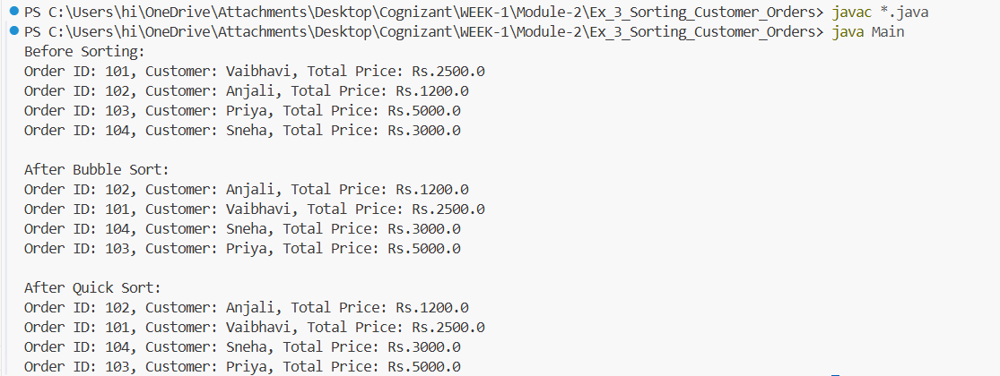 PS C:\Users\hi\OneDrive\Attachments\Desktop\Cognizant\WEEK-1\Module-2\Ex_3_Sorting_Customer_Orders> javac *.java
PS C:\Users\hi\OneDrive\Attachments\Desktop\Cognizant\WEEK-1\Module-2\Ex_3_Sorting_Customer_Orders> java Main
Before Sorting:
Order ID: 101, Customer: Vaibhavi, Total Price: Rs.2500.0
Order ID: 102, Customer: Anjali, Total Price: Rs.1200.0
Order ID: 103, Customer: Priya, Total Price: Rs.5000.0
Order ID: 104, Customer: Sneha, Total Price: Rs.3000.0

After Bubble Sort:
Order ID: 102, Customer: Anjali, Total Price: Rs.1200.0
Order ID: 101, Customer: Vaibhavi, Total Price: Rs.2500.0
Order ID: 104, Customer: Sneha, Total Price: Rs.3000.0
Order ID: 103, Customer: Priya, Total Price: Rs.5000.0

After Quick Sort:
Order ID: 102, Customer: Anjali, Total Price: Rs.1200.0
Order ID: 101, Customer: Vaibhavi, Total Price: Rs.2500.0
Order ID: 104, Customer: Sneha, Total Price: Rs.3000.0
Order ID: 103, Customer: Priya, Total Price: Rs.5000.0